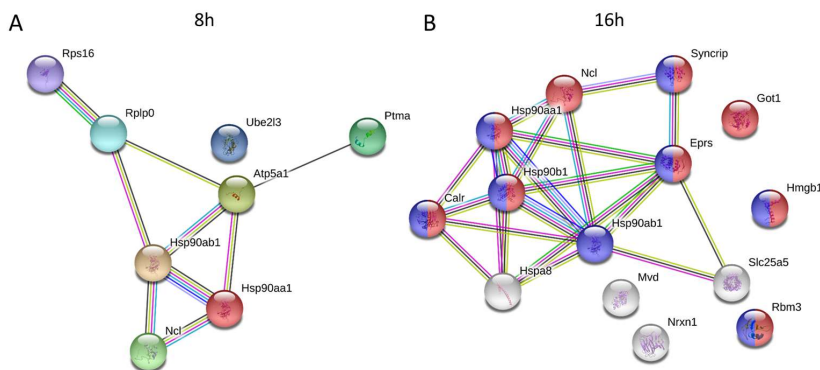 A
8h
Rps16
Rplp0
Ube2l3
Ptma
Atp5a1
Hsp90ab1
Hsp90aa1
Ncl
B
16h
Syncrip
Ncl
Got1
Hsp90aa1
Eprs
Hsp90b1
Calr
Hmgb1
Hsp90ab1
Slc25a5
Hspa8
Mvd
Rbm3
Nrxn1